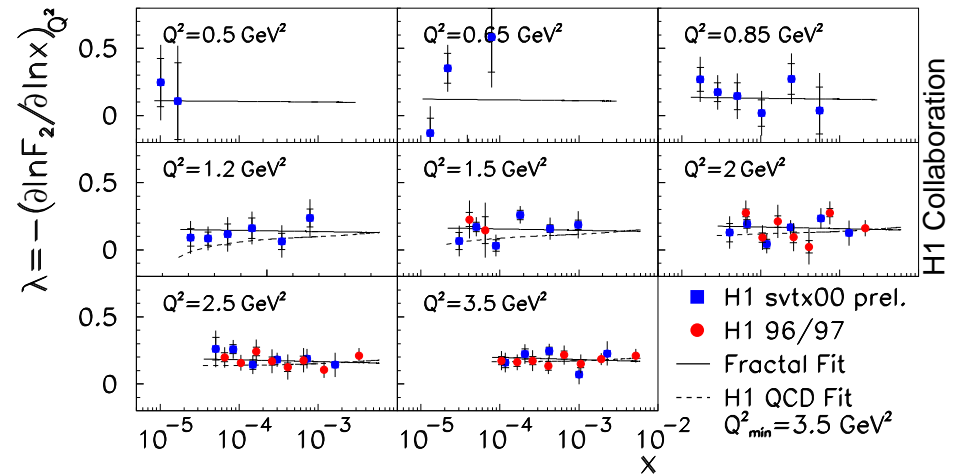 λ=-(∂lnF₂/∂lnx)_Q²
Q²=0.5 GeV²
Q²=0.65 GeV²
Q²=0.85 GeV²
0.5
0
Q²=1.2 GeV²
Q²=1.5 GeV²
Q²=2 GeV²
0.5
0
Q²=2.5 GeV²
Q²=3.5 GeV²
0.5
0
10⁻⁵ 10⁻⁴ 10⁻³ 10⁻⁵ 10⁻⁴ 10⁻³ 10⁻²
x
H1 svtx00 prel.
H1 96/97
Fractal Fit
H1 QCD Fit
Q²min=3.5 GeV²
H1 Collaboration